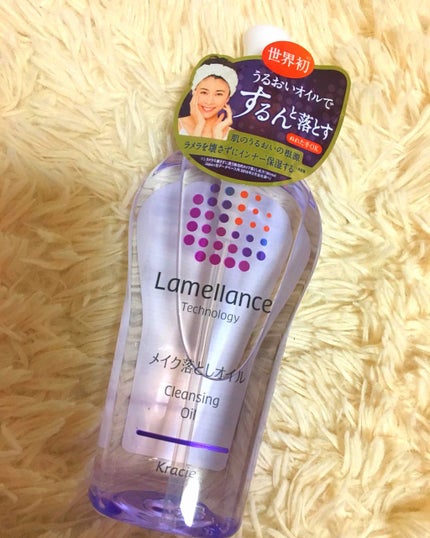 世界初
うるおいオイルで
するんと落とす
ぬれた手OK
肌のうるおいの根源
ラメラを壊さずにインナー保湿する
Lamellance
Technology
メイク落としオイル
Cleansing
Oil
Kracie